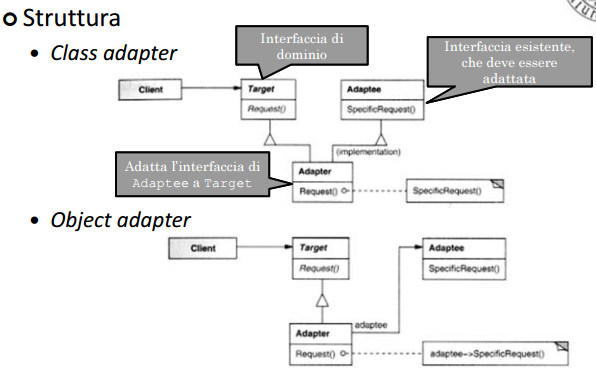 Struttura
Class adapter
Interfaccia di
dominio
Interfaccia esistente,
che deve essere
adattata
Client
Target
Request()
Adaptee
SpecificRequest()
(implementation)
Adatta l'interfaccia di
Adaptee a Target
Adapter
Request()
SpecificRequest()
Object adapter
Client
Target
Request()
Adaptee
SpecificRequest()
adaptee
Adapter
Request()
adaptee->SpecificRequest()